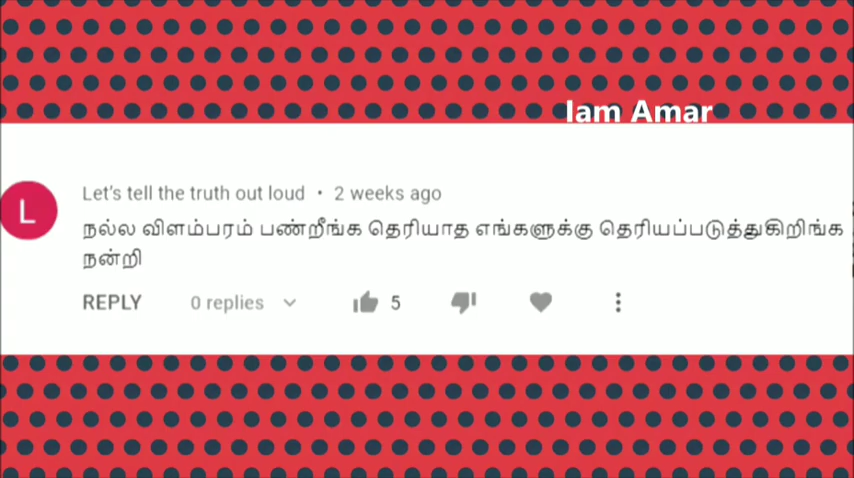 Iam Amar
L
Let's tell the truth out loud • 2 weeks ago
நல்ல விளம்பரம் பண்றீங்க தெரியாத எங்களுக்கு தெரியப்படுத்துகிறிங்க
நன்றி
REPLY 0 replies 5